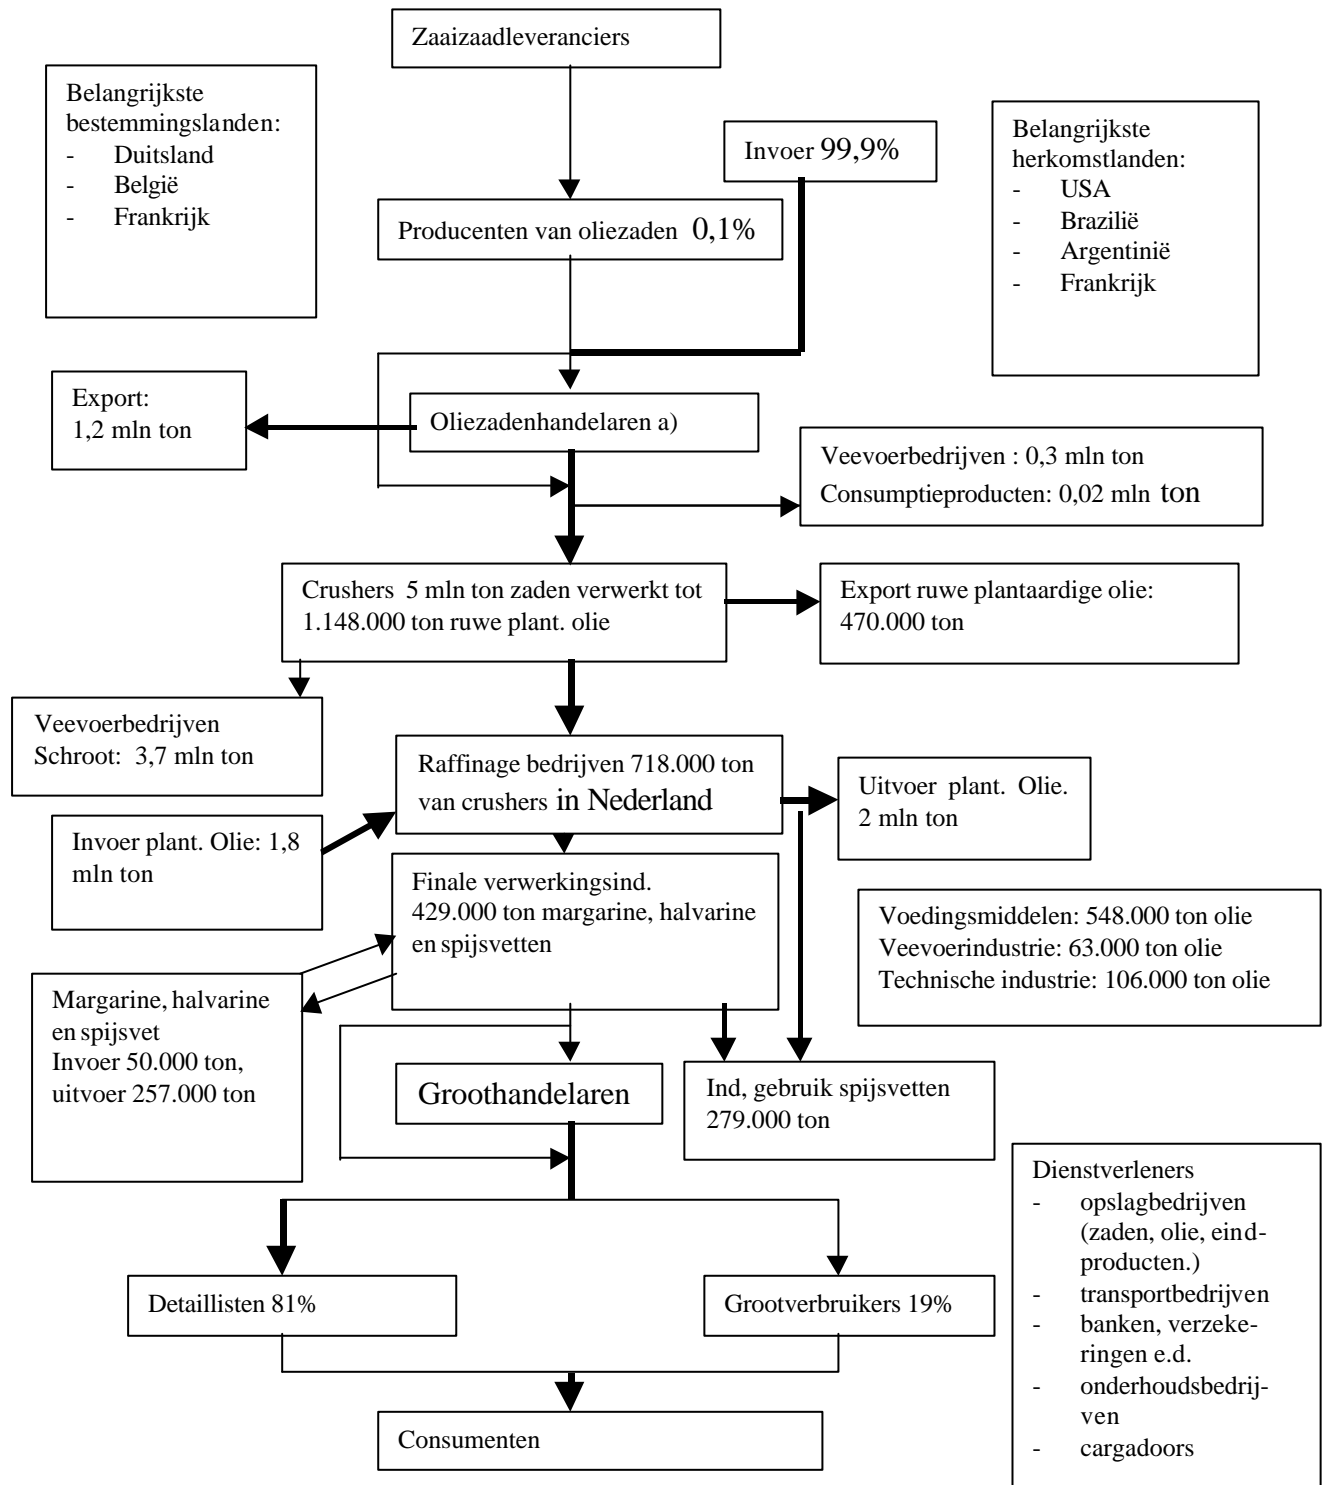 Zaaizaadleveranciers
Belangrijkste
bestemmingslanden:
- Duitsland
- België
- Frankrijk
Invoer 99,9%
Belangrijkste
herkomstlanden:
- USA
- Brazilië
- Argentinië
- Frankrijk
Producenten van oliezaden 0,1%
Export:
1,2 mln ton
Oliezadenhandelaren a)
Veevoerbedrijven : 0,3 mln ton
Consumptieproducten: 0,02 mln ton
Crushers 5 mln ton zaden verwerkt tot
1.148.000 ton ruwe plant. olie
Export ruwe plantaardige olie:
470.000 ton
Veevoerbedrijven
Schroot: 3,7 mln ton
Raffinage bedrijven 718.000 ton
van crushers in Nederland
Uitvoer plant. Olie.
2 mln ton
Invoer plant. Olie: 1,8
mln ton
Finale verwerkingsind.
429.000 ton margarine, halvarine
en spijsvetten
Voedingsmiddelen: 548.000 ton olie
Veevoerindustrie: 63.000 ton olie
Technische industrie: 106.000 ton olie
Margarine, halvarine
en spijsvet
Invoer 50.000 ton,
uitvoer 257.000 ton
Groothandelaren
Ind, gebruik spijsvetten
279.000 ton
Dienstverleners
- opslagbedrijven
(zaden, olie, eind-
producten.)
- transportbedrijven
- banken, verzeke-
ringen e.d.
- onderhoudsbedrij-
ven
- cargadoors
Detaillisten 81%
Grootverbruikers 19%
Consumenten